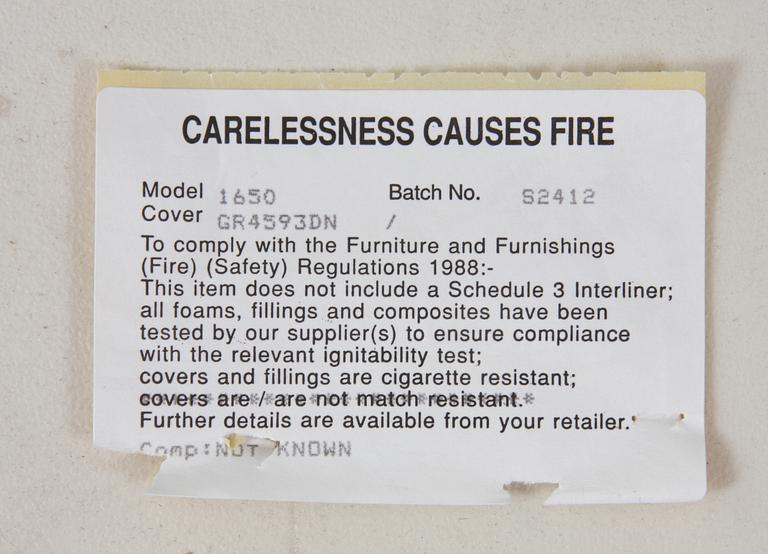 CARELESSNESS CAUSES FIRE
Model 1650 Batch No. S2412
Cover GR4593DN /
To comply with the Furniture and Furnishings
(Fire) (Safety) Regulations 1988:-
This item does not include a Schedule 3 Interliner;
all foams, fillings and composites have been
tested by our supplier(s) to ensure compliance
with the relevant ignitability test;
covers and fillings are cigarette resistant;
covers are / are not match resistant.
Further details are available from your retailer.
Comp:NOT KNOWN